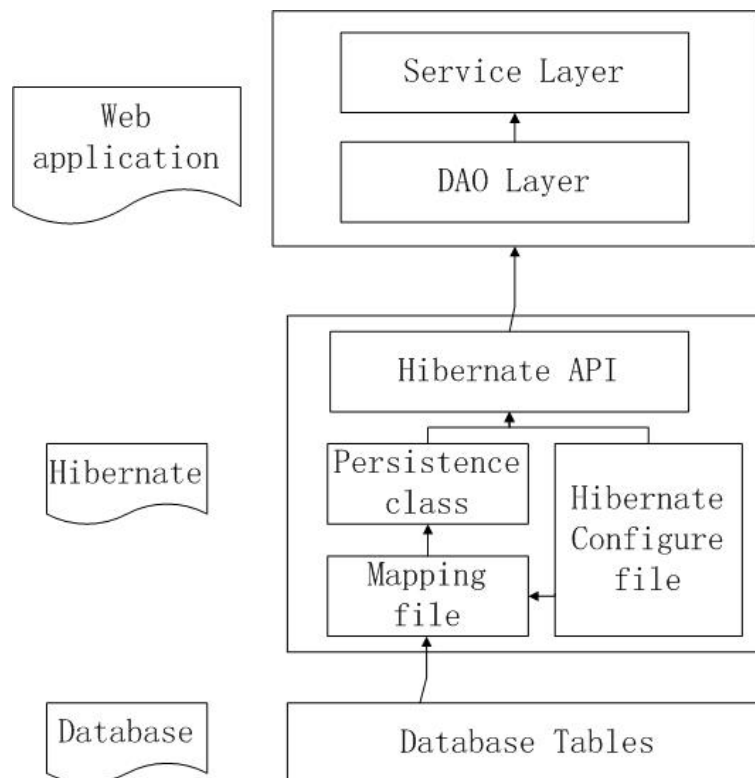 Service Layer
Web
application
DAO Layer
Hibernate API
Hibernate
Persistence
class
Hibernate
Configure
file
Mapping
file
Database
Database Tables